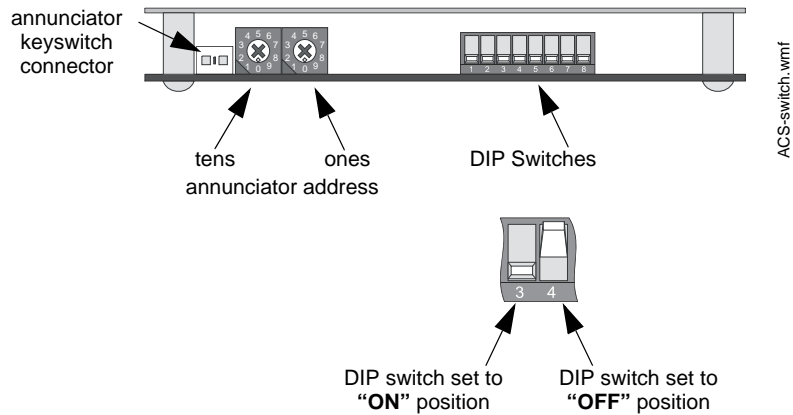 annunciator
keyswitch
connector
4 5 6
3 7
2 8
1 0 9
4 5 6
3 7
2 8
1 0 9
1 2 3 4 5 6 7 8
tens
ones
annunciator address
DIP Switches
ACS-switch.wmf
3 4
DIP switch set to
“ON” position
DIP switch set to
“OFF” position